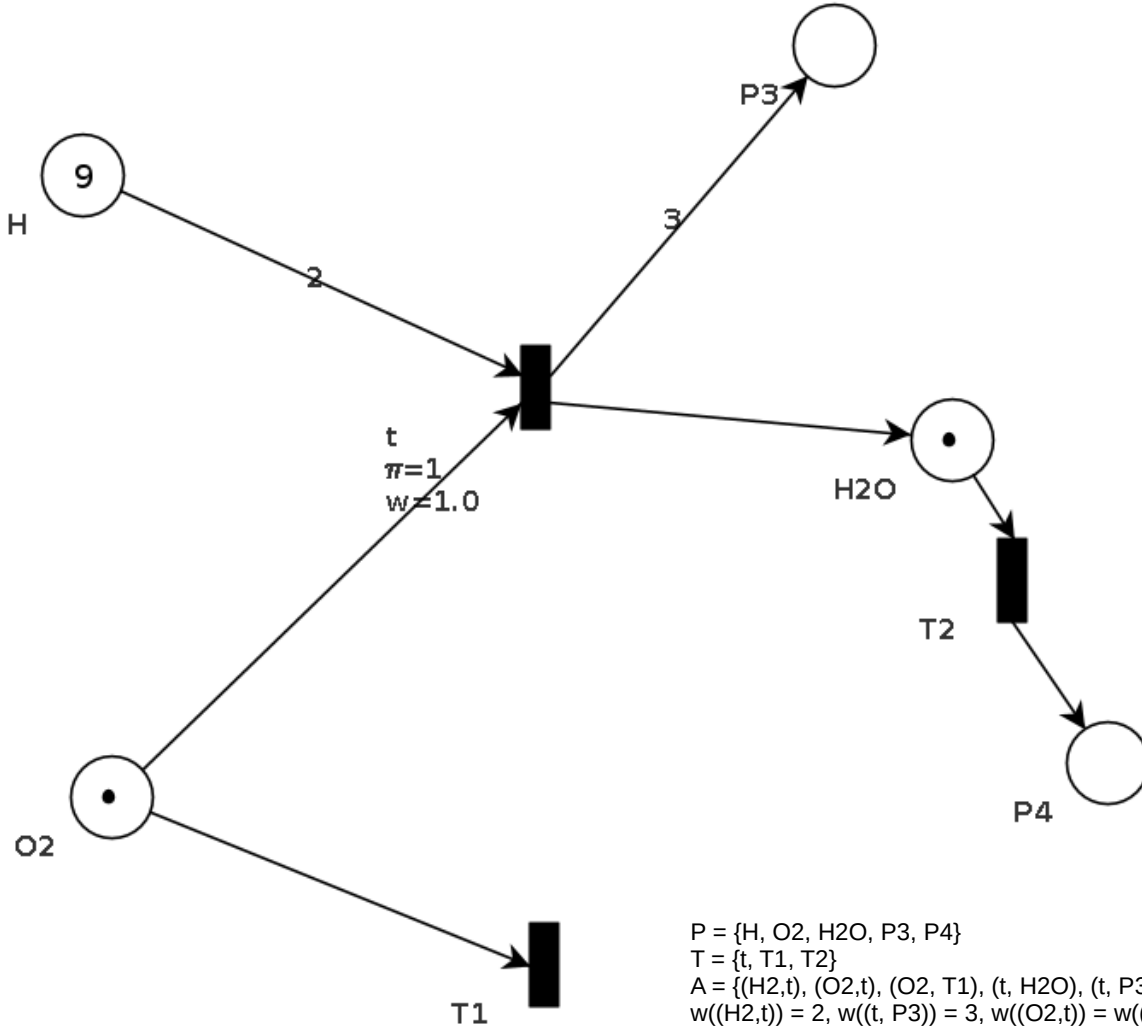 P3
9
H
2
3
t
π=1
w=1.0
H2O
T2
O2
P4
T1
P = {H, O2, H2O, P3, P4}
T = {t, T1, T2}
A = {(H2,t), (O2,t), (O2, T1), (t, H2O), (t, P3
w((H2,t)) = 2, w((t, P3)) = 3, w((O2,t)) = w(